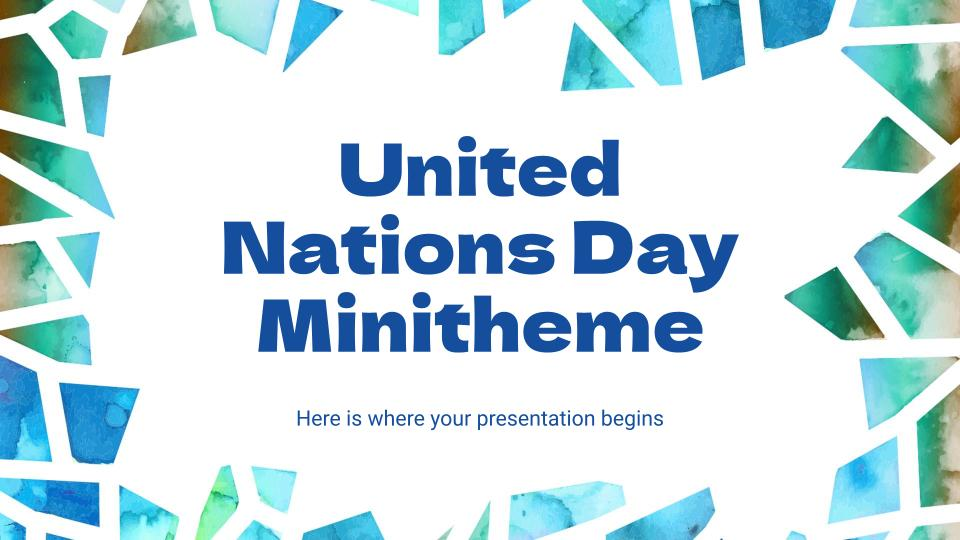 United
Nations Day
Minitheme
Here is where your presentation begins